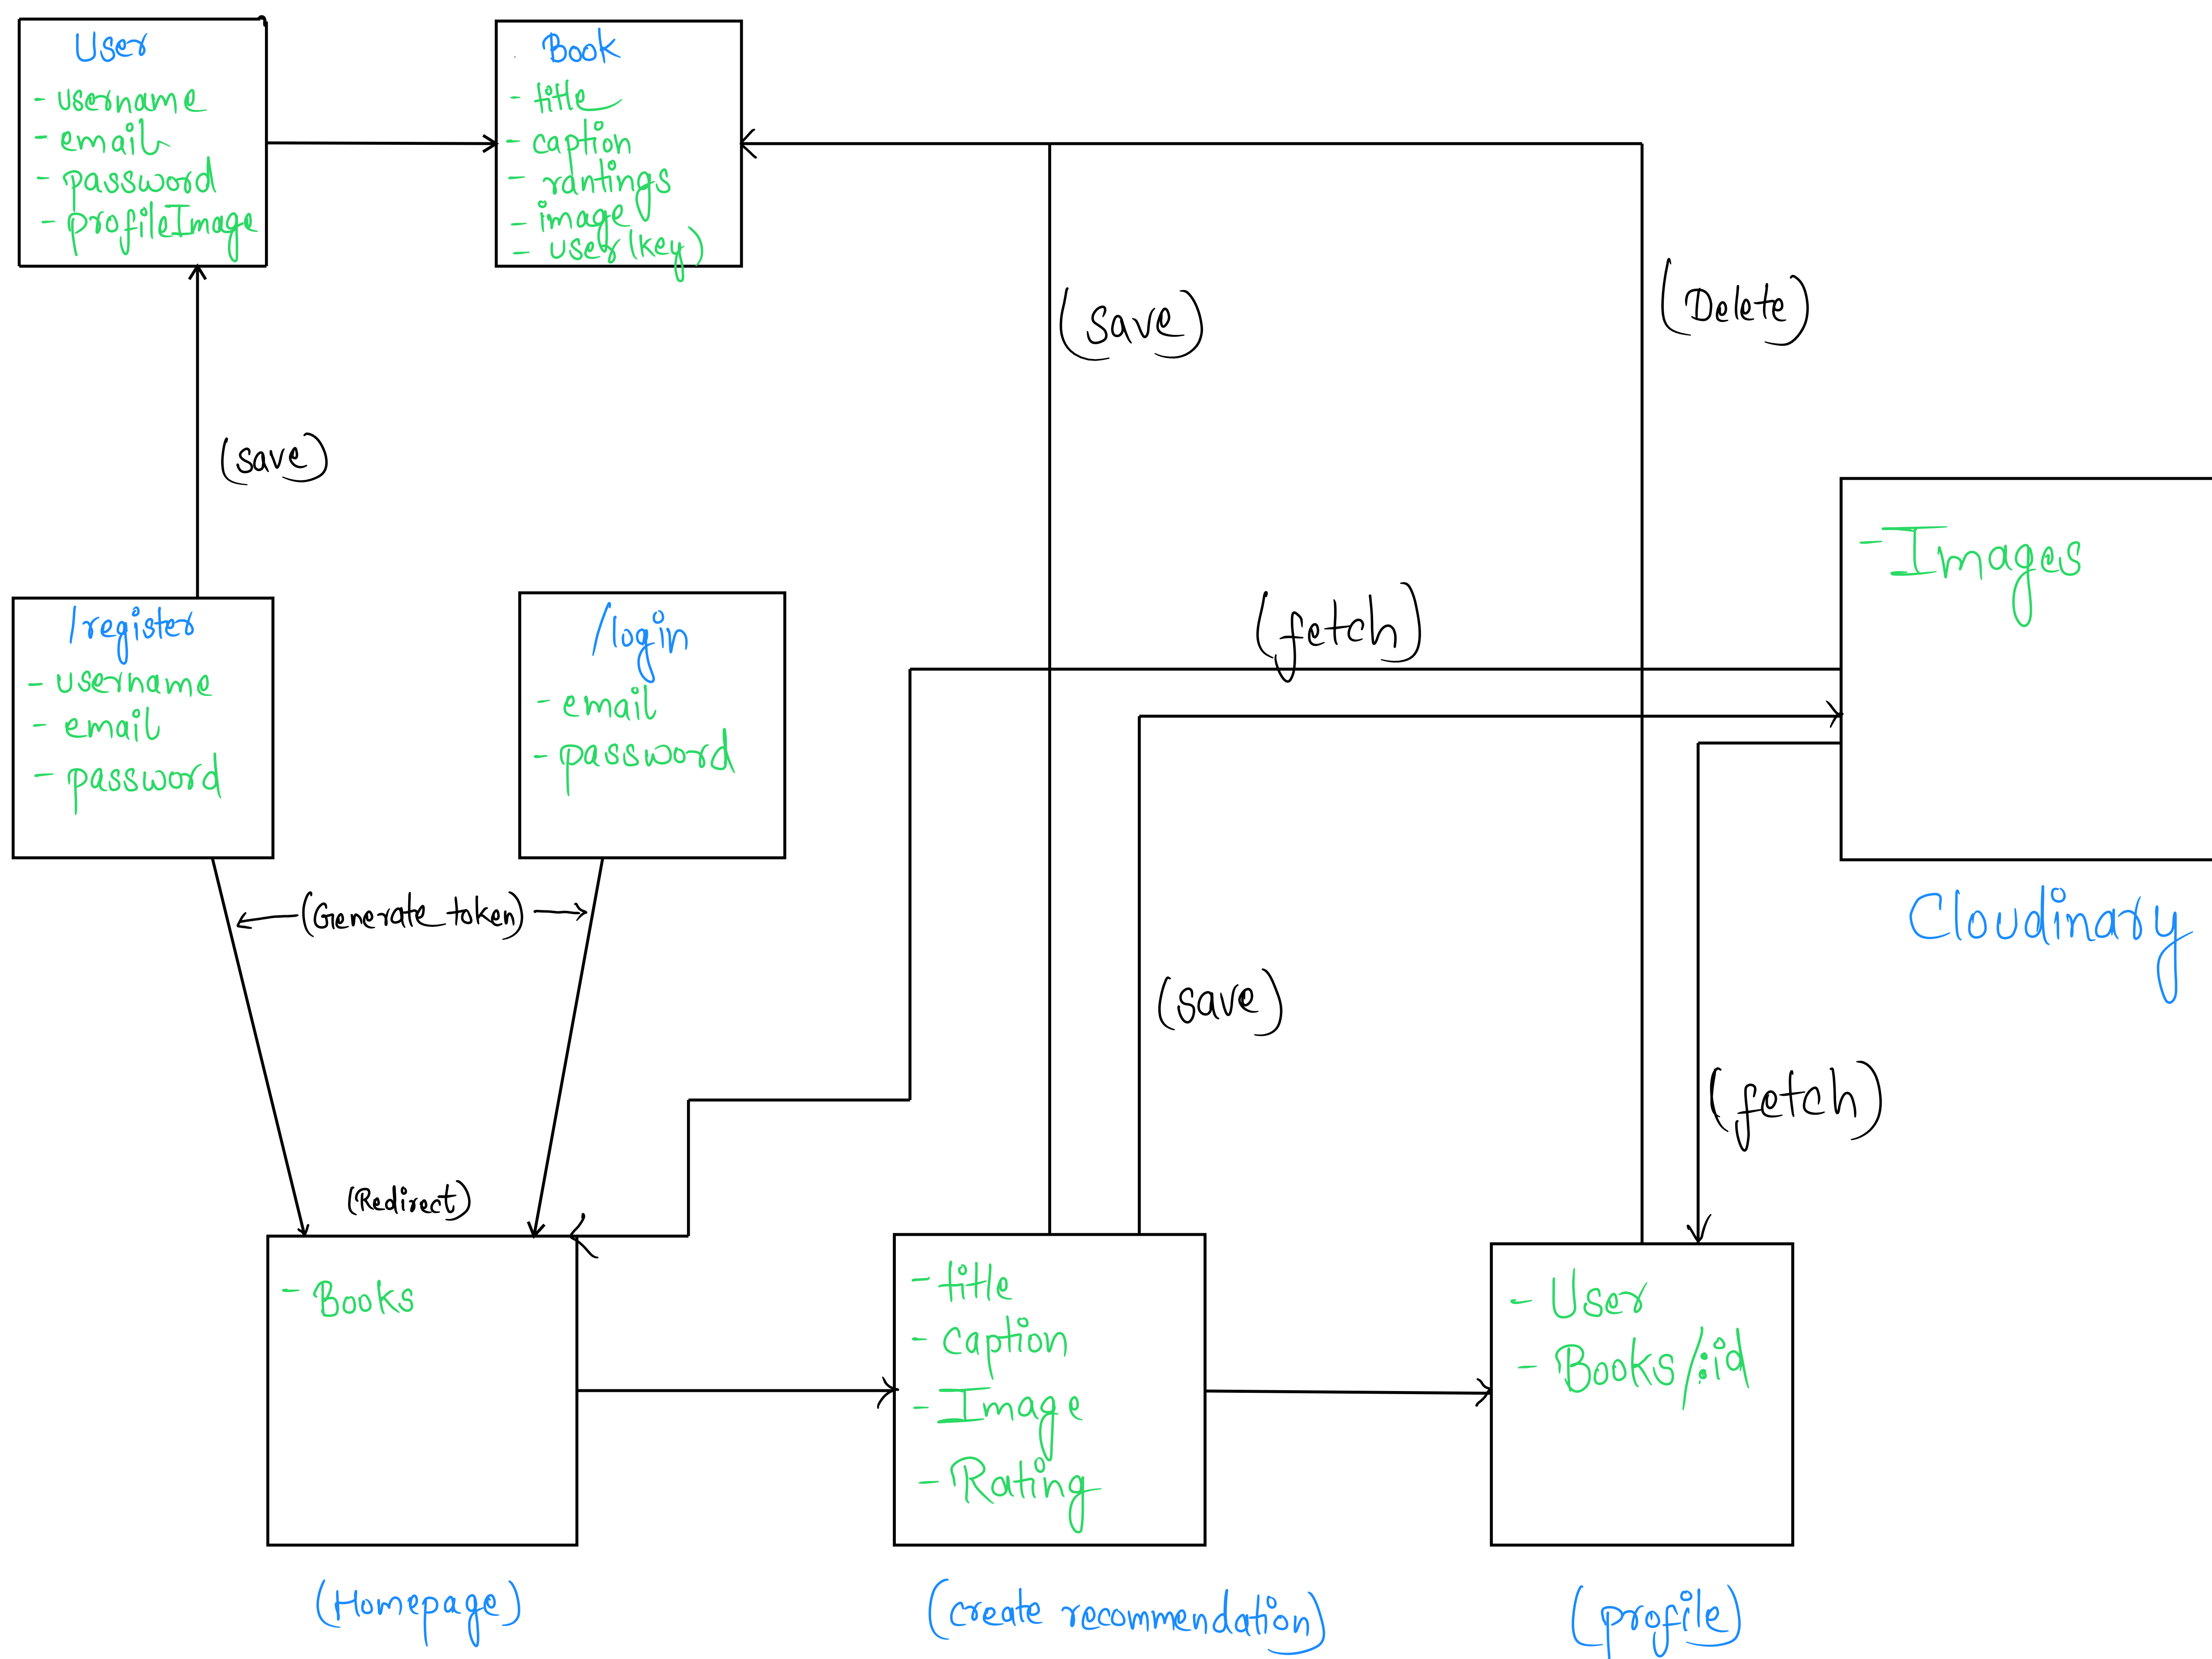 User
- username
- email
- password
- profileImage
Book
- title
- caption
- rantings
- image
- user(key)
(save)
(Delete)
(save)
/register
- username
- email
- password
/login
- email
- password
(fetch)
- Images
Cloudinary
(Generate token)
(save)
(fetch)
(Redirect)
- Books
(Homepage)
- title
- caption
- Image
- Rating
(create recommendation)
- User
- Books/:id
(profile)